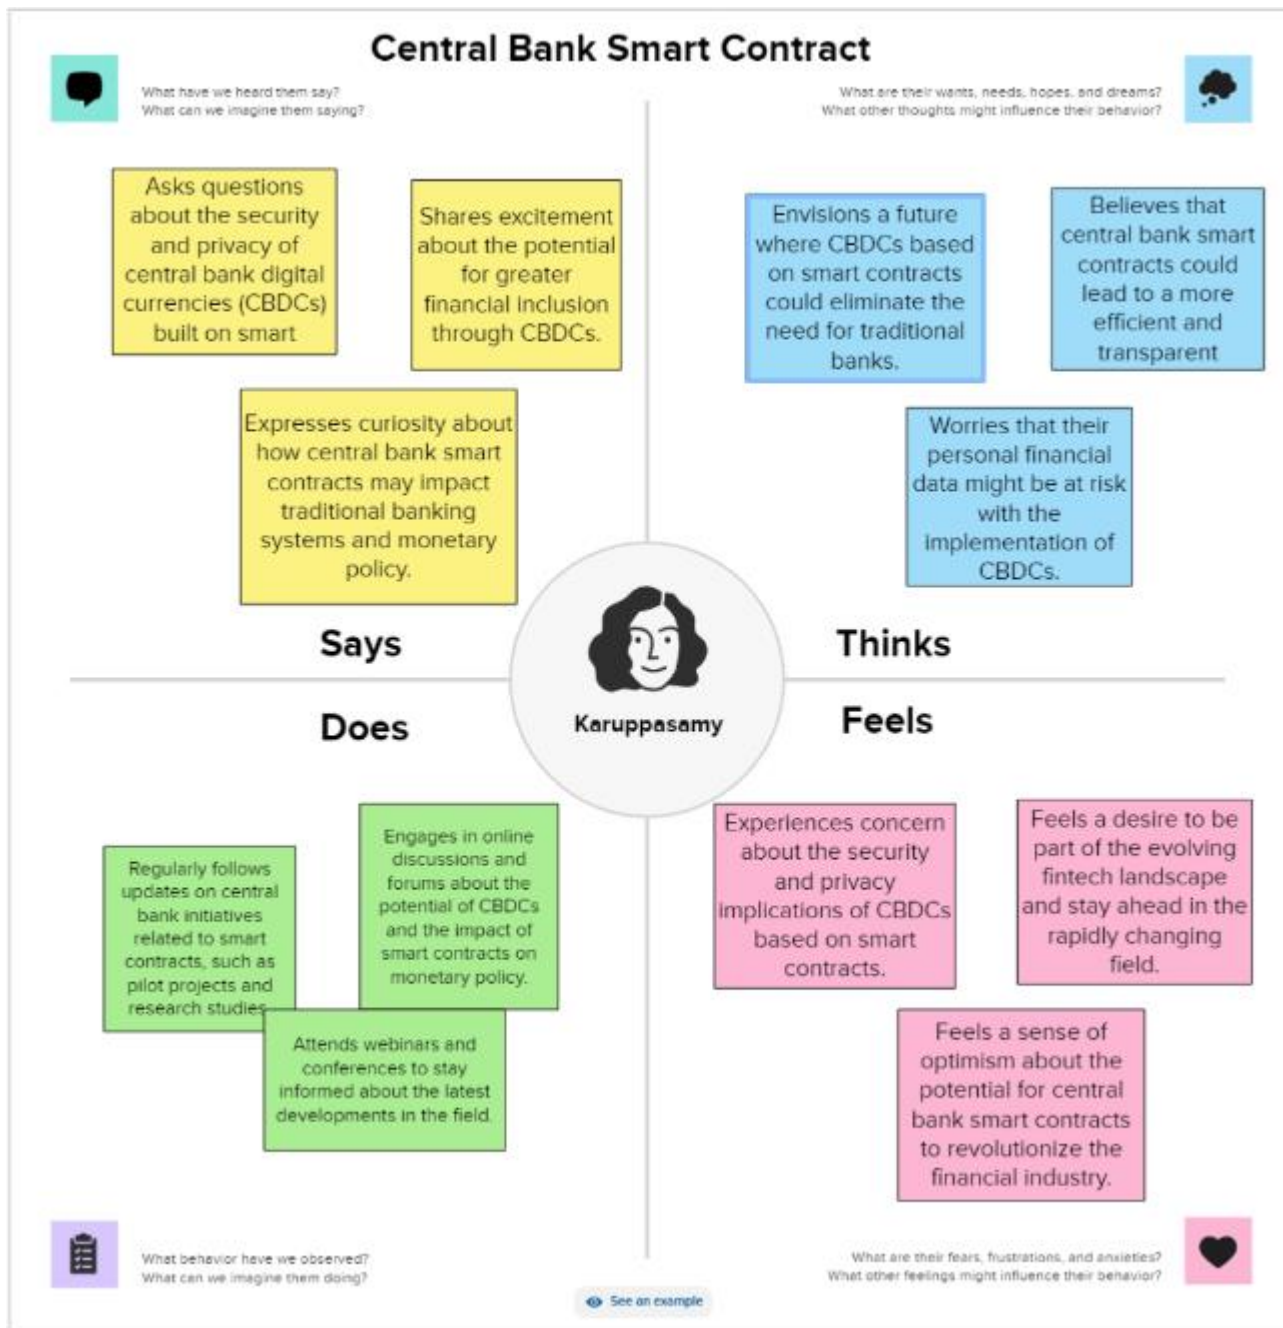 Central Bank Smart Contract
What have we heard them say?
What can we imagine them saying?
What are their wants, needs, hopes, and dreams?
What other thoughts might influence their behavior?
Asks questions
about the security
and privacy of
central bank digital
currencies (CBDCs)
built on smart
Shares excitement
about the potential
for greater
financial inclusion
through CBDCs.
Expresses curiosity about
how central bank smart
contracts may impact
traditional banking
systems and monetary
policy.
Envisions a future
where CBDCs based
on smart contracts
could eliminate the
need for traditional
banks.
Believes that
central bank smart
contracts could
lead to a more
efficient and
transparent
Worries that their
personal financial
data might be at risk
with the
implementation of
CBDCs.
Says
Thinks
Karuppasamy
Does
Feels
Regularly follows
updates on central
bank initiatives
related to smart
contracts, such as
pilot projects and
research studies.
Engages in online
discussions and
forums about the
potential of CBDCs
and the impact of
smart contracts on
monetary policy.
Attends webinars and
conferences to stay
informed about the latest
developments in the field.
Experiences concern
about the security
and privacy
implications of CBDCs
based on smart
contracts.
Feels a desire to be
part of the evolving
fintech landscape
and stay ahead in the
rapidly changing
field.
Feels a sense of
optimism about the
potential for central
bank smart contracts
to revolutionize the
financial industry.
What behavior have we observed?
What can we imagine them doing?
What are their fears, frustrations, and anxieties?
What other feelings might influence their behavior?
See an example